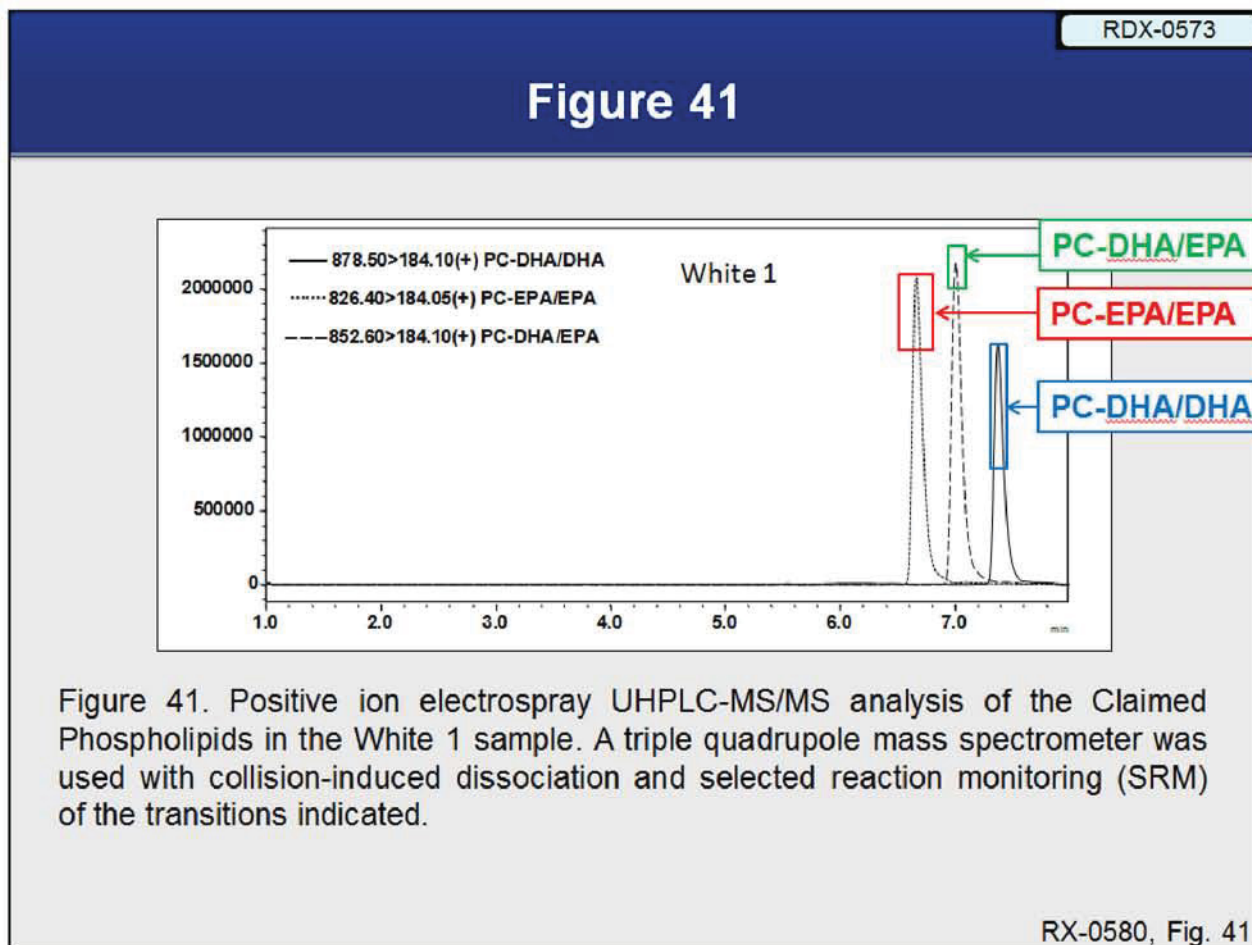 RDX-0573
Figure 41
878.50>184.10(+) PC-DHA/DHA
826.40>184.05(+) PC-EPA/EPA
852.60>184.10(+) PC-DHA/EPA
White 1
PC-DHA/EPA
PC-EPA/EPA
PC-DHA/DHA
2000000
1500000
1000000
500000
0
1.0 2.0 3.0 4.0 5.0 6.0 7.0 min
Figure 41. Positive ion electrospray UHPLC-MS/MS analysis of the Claimed
Phospholipids in the White 1 sample. A triple quadrupole mass spectrometer was
used with collision-induced dissociation and selected reaction monitoring (SRM)
of the transitions indicated.
RX-0580, Fig. 41